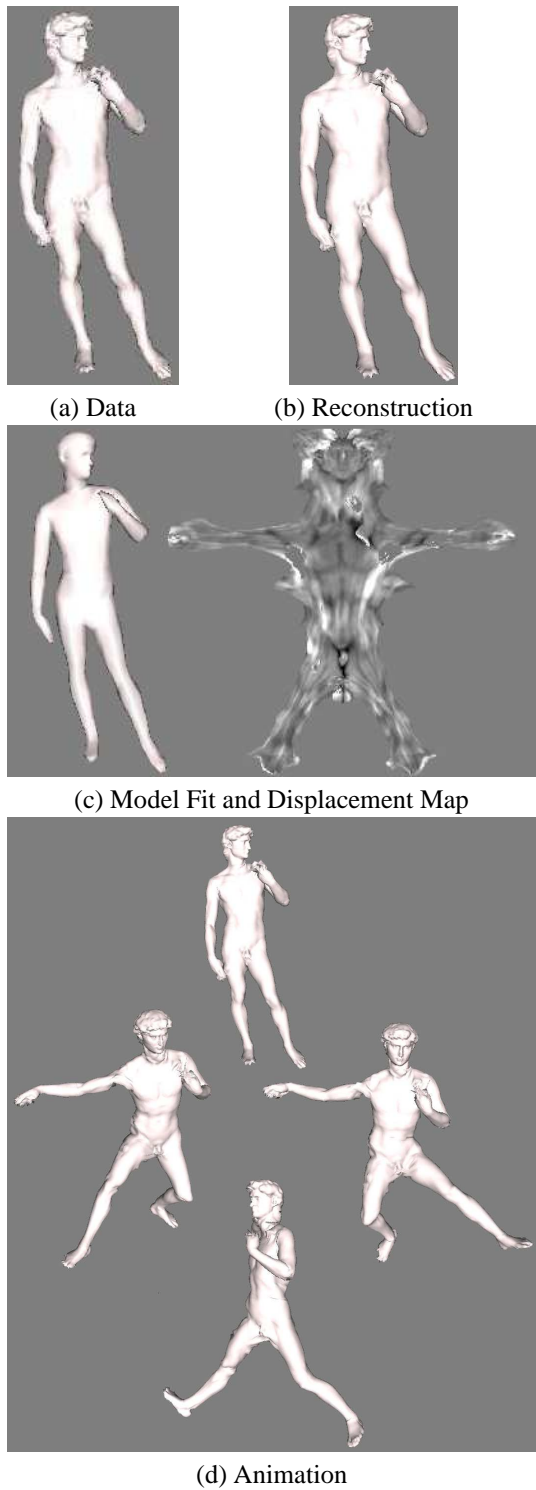 (a) Data
(b) Reconstruction
(c) Model Fit and Displacement Map
(d) Animation